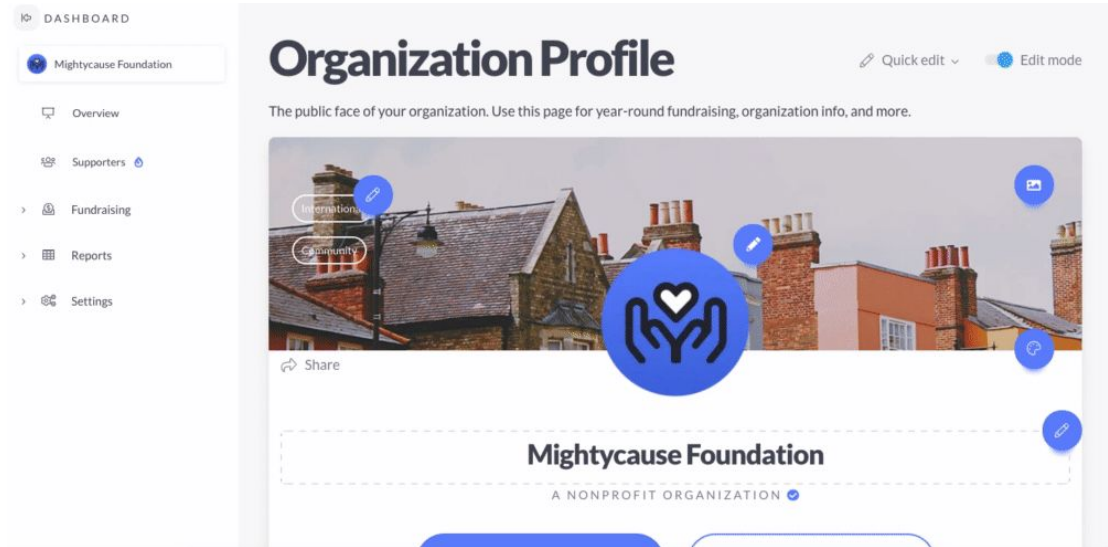 DASHBOARD
Mightycause Foundation
Overview
Supporters
Fundraising
Reports
Settings
Organization Profile
Quick edit
Edit mode
The public face of your organization. Use this page for year-round fundraising, organization info, and more.
Community
Share
Mightycause Foundation
A NONPROFIT ORGANIZATION